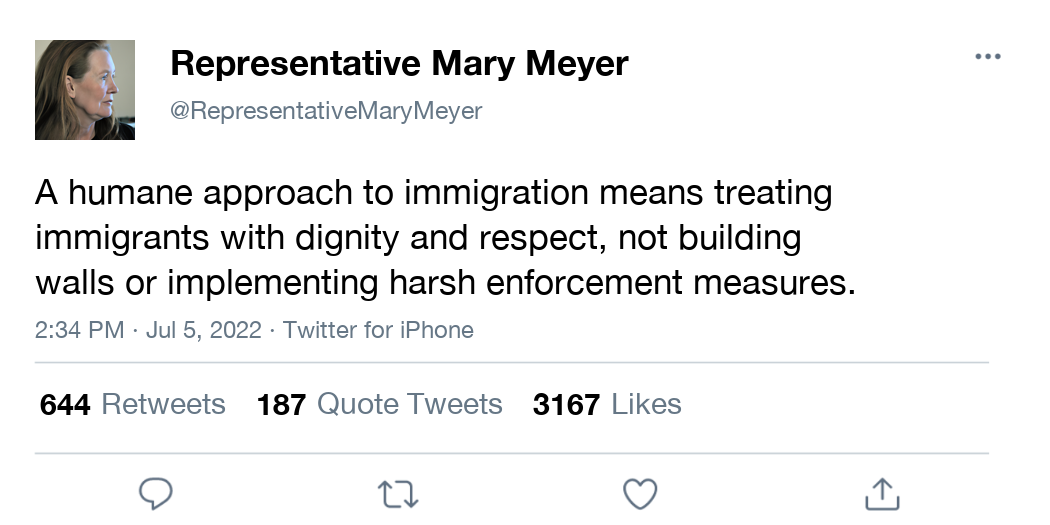 Representative Mary Meyer
@RepresentativeMaryMeyer
A humane approach to immigration means treating
immigrants with dignity and respect, not building
walls or implementing harsh enforcement measures.
2:34 PM · Jul 5, 2022 · Twitter for iPhone
644 Retweets 187 Quote Tweets 3167 Likes